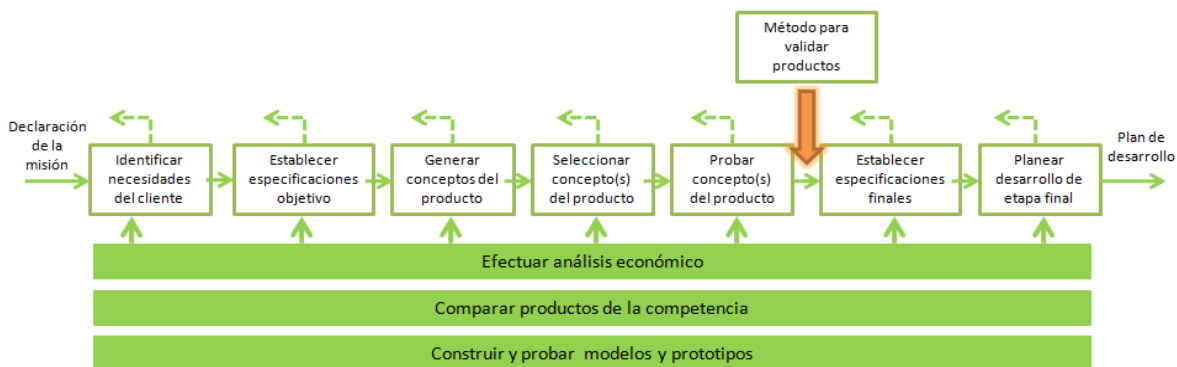 Método para
validar
productos
Declaración
de la
misión
Identificar
necesidades
del cliente
Establecer
especificaciones
objetivo
Generar
conceptos del
producto
Seleccionar
concepto(s)
del producto
Probar
concepto(s)
del producto
Establecer
especificaciones
finales
Planear
desarrollo de
etapa final
Plan de
desarrollo
Efectuar análisis económico
Comparar productos de la competencia
Construir y probar modelos y prototipos